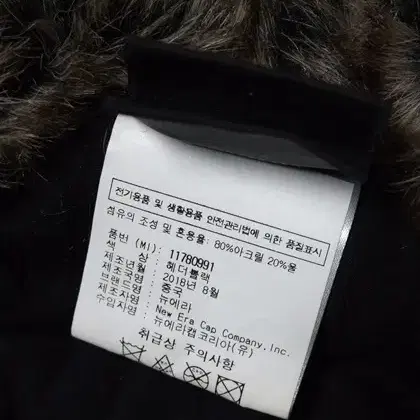 전기용품 및 생활용품 안전관리법에 의한 품질표시
섬유의 조성 및 혼용율: 80%아크릴 20%울
품번 (MI): 11780991
색 상: 헤더블랙
제조년월: 2018년 8월
제조국명: 중국
브랜드명: 뉴에라
제조자명: New Era Cap Company, Inc.
수입자명: 뉴에라캡코리아(유)
취급상 주의사항